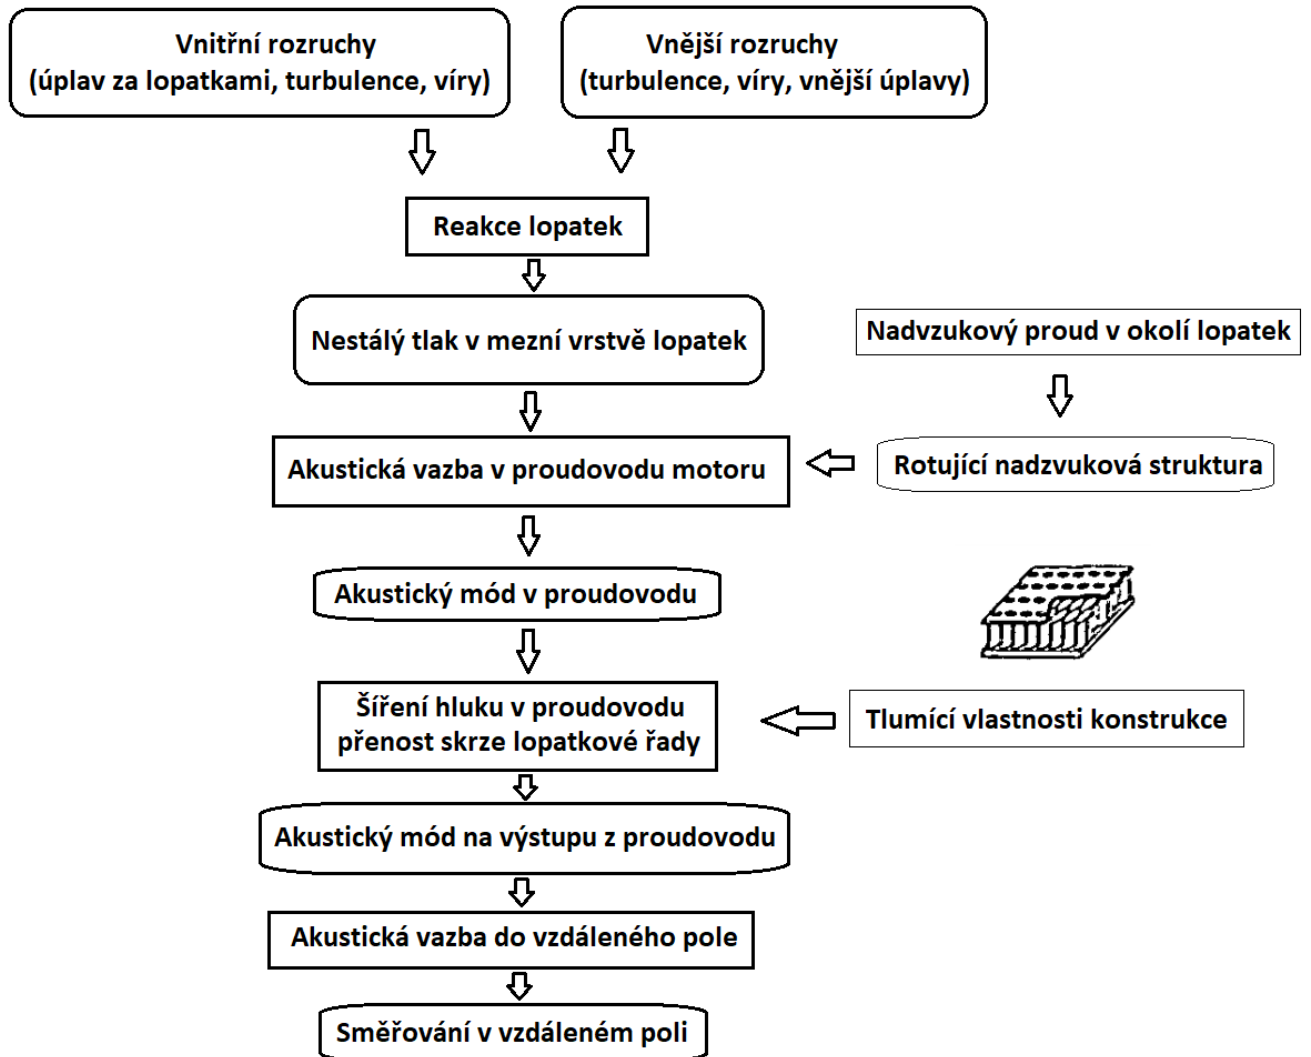 Vnitřní rozruchy
(úplav za lopatkami, turbulence, víry)
Vnější rozruchy
(turbulence, víry, vnější úplavy)
Reakce lopatek
Nestálý tlak v mezní vrstvě lopatek
Nadvzukový proud v okolí lopatek
Akustická vazba v proudovodu motoru
Rotující nadzvuková struktura
Akustický mód v proudovodu
Šíření hluku v proudovodu
přenost skrze lopatkové řady
Tlumící vlastnosti konstrukce
Akustický mód na výstupu z proudovodu
Akustická vazba do vzdáleného pole
Směřování v vzdáleném poli